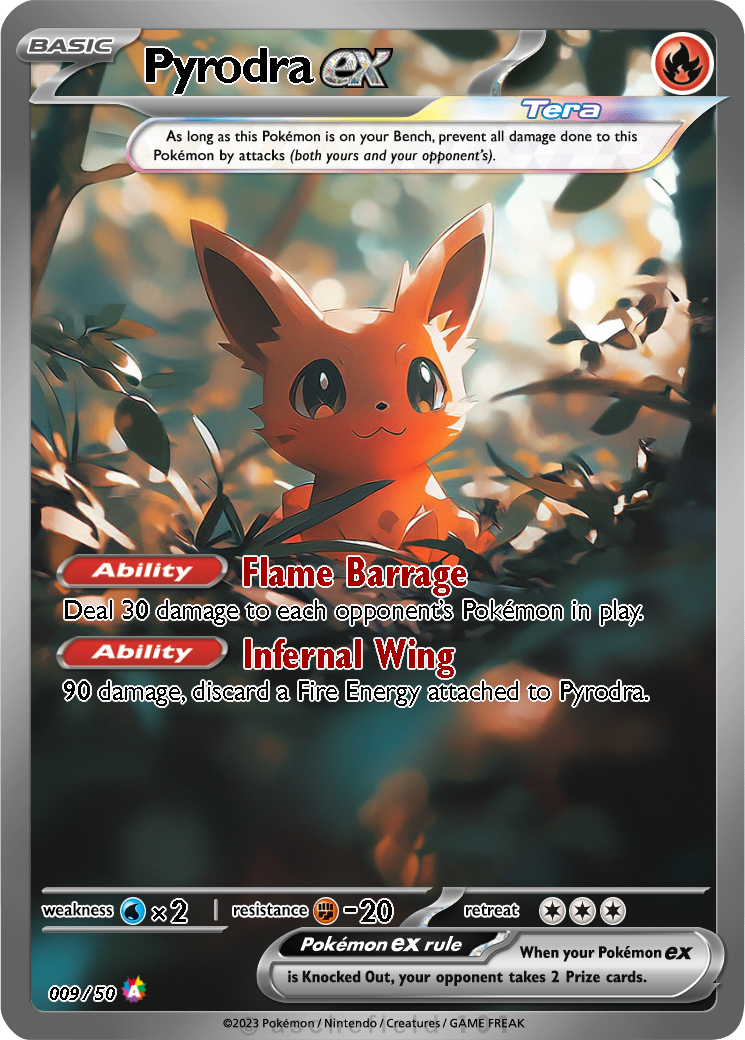 BASIC
Pyrodra ex
Tera
As long as this Pokémon is on your Bench, prevent all damage done to this
Pokémon by attacks (both yours and your opponent's).
Ability Flame Barrage
Deal 30 damage to each opponent's Pokémon in play.
Ability Infernal Wing
90 damage, discard a Fire Energy attached to Pyrodra.
weakness ×2 | resistance -20 retreat
Pokémon ex rule
When your Pokémon ex
is Knocked Out, your opponent takes 2 Prize cards.
009/50 A
©2023 Pokémon / Nintendo / Creatures / GAME FREAK